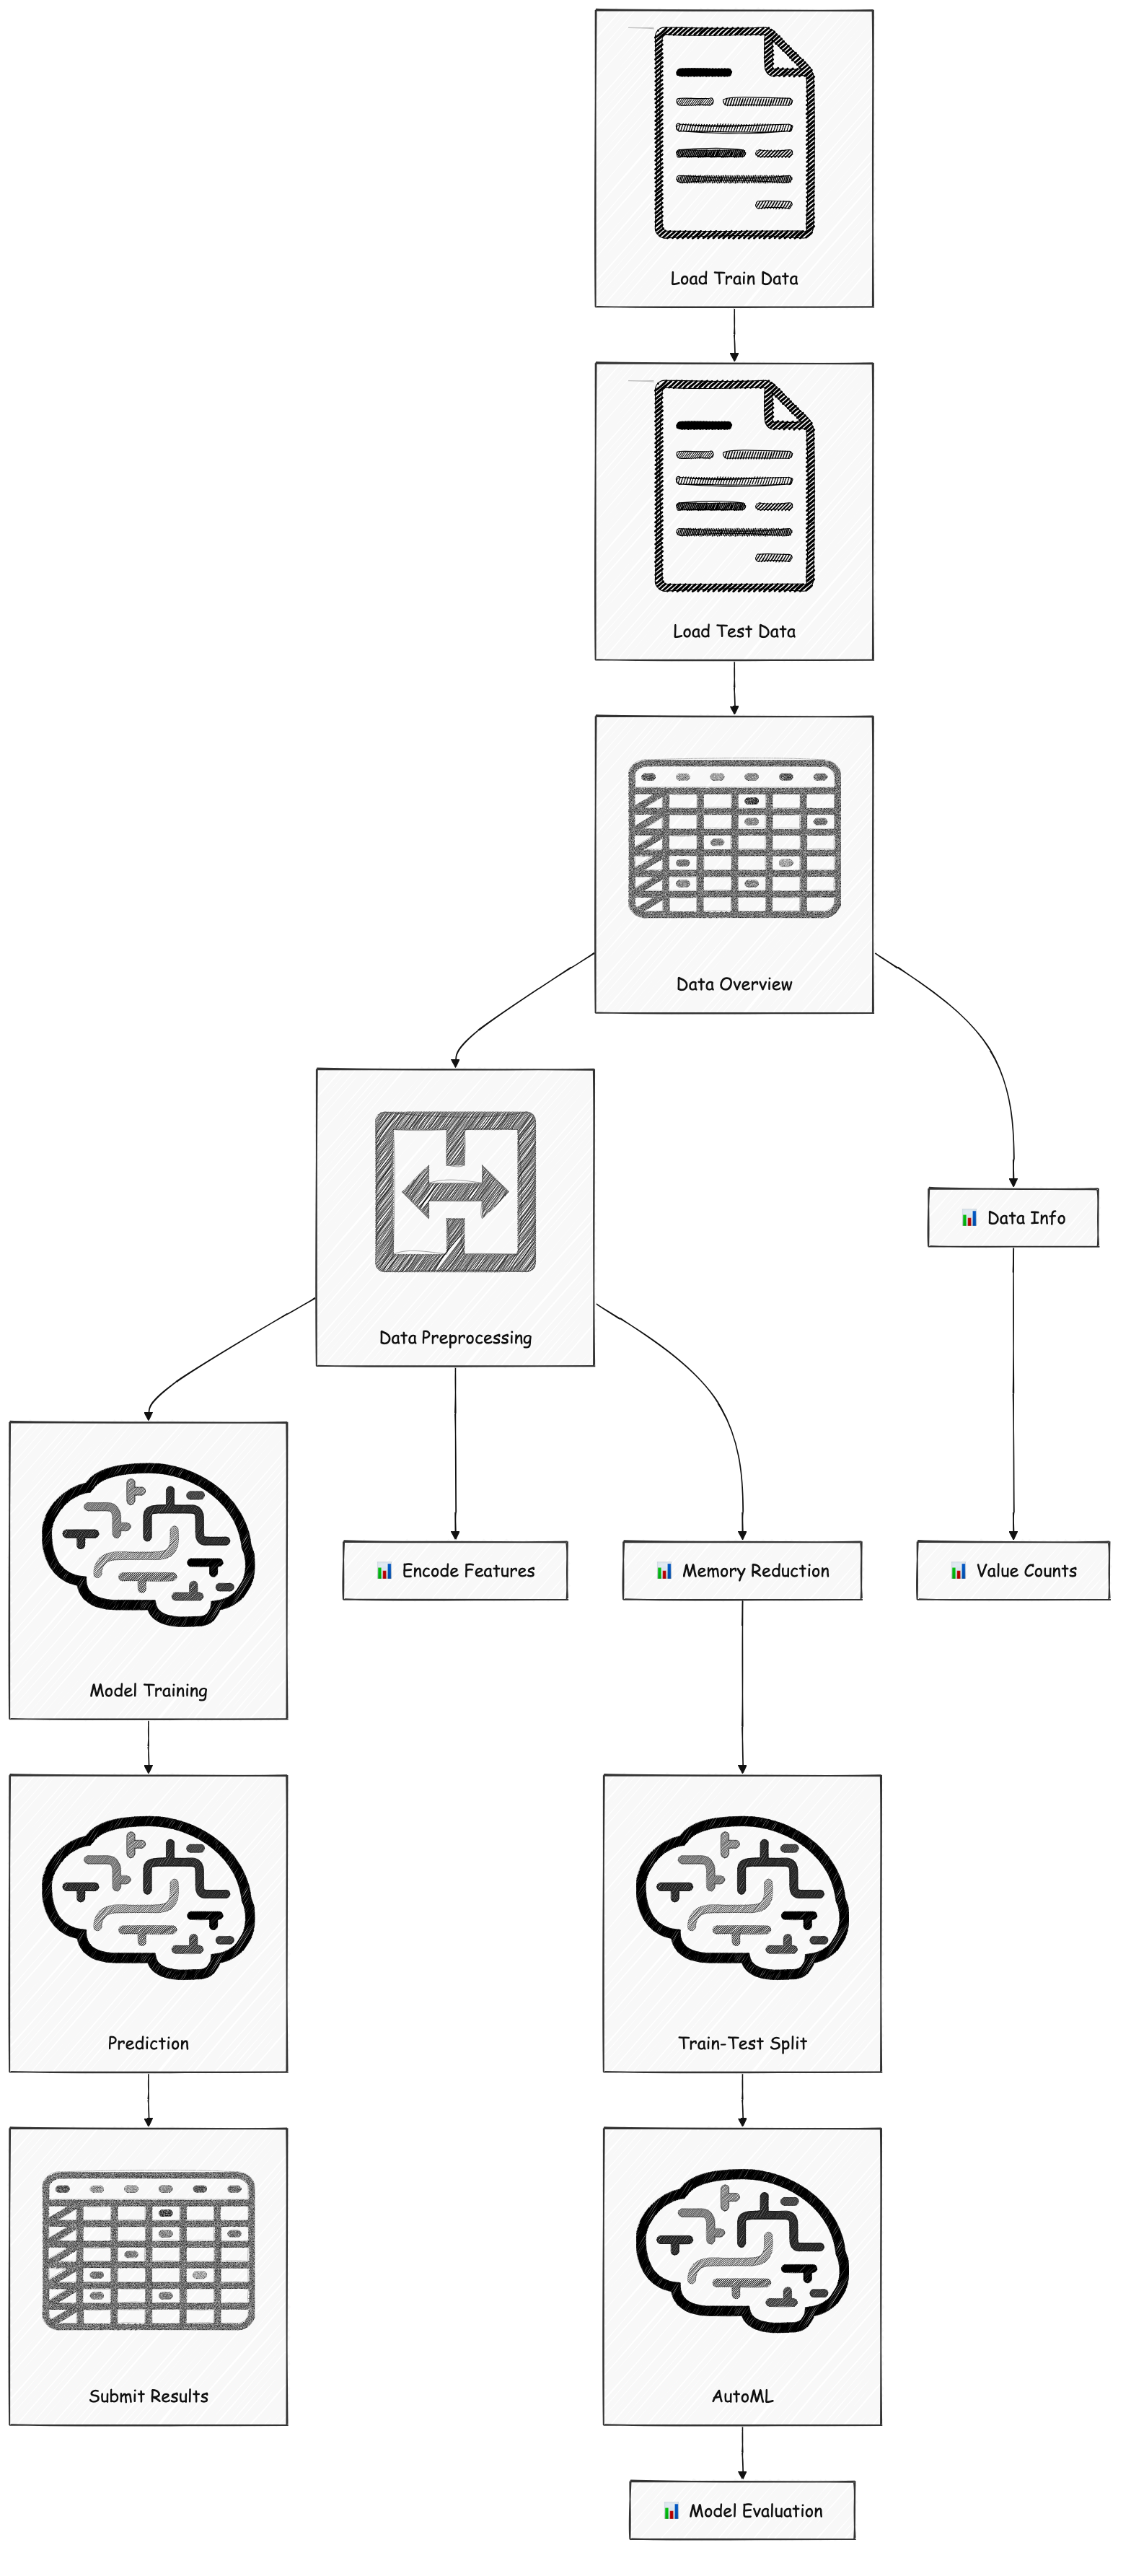 Load Train Data
Load Test Data
Data Overview
Data Preprocessing
Data Info
Model Training
Encode Features
Memory Reduction
Value Counts
Prediction
Train-Test Split
Submit Results
AutoML
Model Evaluation